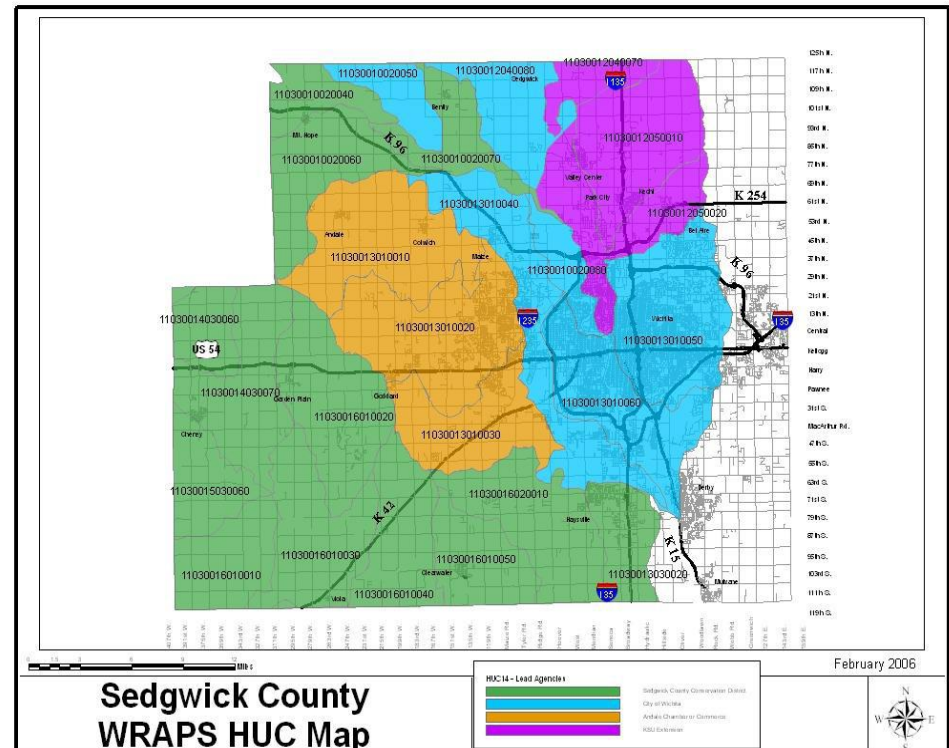 125th N.
117th N.
109th N.
101st N.
93rd N.
85th N.
77th N.
69th N.
61st N.
53rd N.
45th N.
37th N.
29th N.
21st N.
13th N.
Central
Kellogg
Harry
Pawnee
31st S.
MacArthur Rd.
47th S.
55th S.
63rd S.
71st S.
79th S.
87th S.
95th S.
103rd S.
111th S.
119th S.
11030012040070
11030010020050
11030012040080
Sedgwick
135
11030010020040
Bently
Mt. Hope
K 96
11030012050010
11030010020060
11030010020070
Valley Center
Park City
Kechi
K 254
11030013010040
11030012050020
Bel Aire
Andale
Colwich
Maize
11030013010010
11030010020080
K 96
11030014030060
11030013010020
I 235
Wichita
135
US 54
11030013010050
11030014030070
Garden Plain
Goddard
11030016010020
11030013010060
Cheney
11030013010030
11030015030060
11030016020010
Derby
K 42
Haysville
K 15
11030016010030
11030016010050
11030016010010
Clearwater
11030013030020
Mulvane
11030016010040
Viola
135
Miles
February 2006
Sedgwick County
WRAPS HUC Map
HUC14 - Lead Agencies
Sedgwick County Conservation District
City of Wichita
Andale Chamber of Commerce
KSU Extension
N
W
E
S